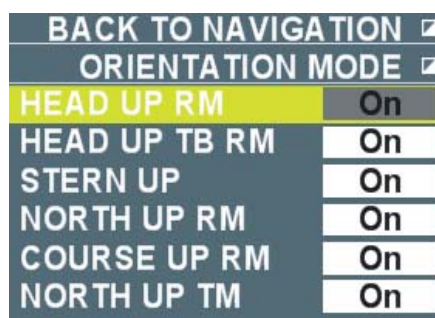 BACK TO NAVIGATION
ORIENTATION MODE
HEAD UP RM On
HEAD UP TB RM On
STERN UP On
NORTH UP RM On
COURSE UP RM On
NORTH UP TM On